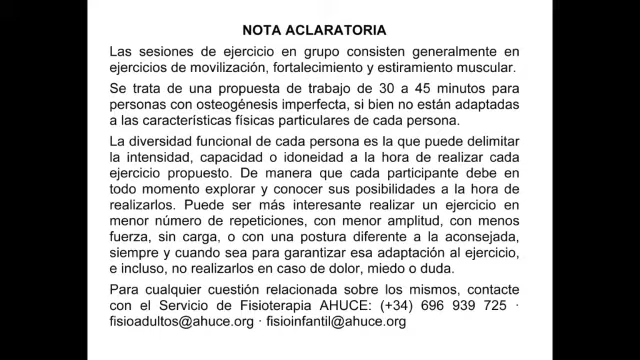 NOTA ACLARATORIA
Las sesiones de ejercicio en grupo consisten generalmente en
ejercicios de movilización, fortalecimiento y estiramiento muscular.
Se trata de una propuesta de trabajo de 30 a 45 minutos para
personas con osteogénesis imperfecta, si bien no están adaptadas
a las características físicas particulares de cada persona.
La diversidad funcional de cada persona es la que puede delimitar
la intensidad, capacidad o idoneidad a la hora de realizar cada
ejercicio propuesto. De manera que cada participante debe en
todo momento explorar y conocer sus posibilidades a la hora de
realizarlos. Puede ser más interesante realizar un ejercicio en
menor número de repeticiones, con menor amplitud, con menos
fuerza, sin carga, o con una postura diferente a la aconsejada,
siempre y cuando sea para garantizar esa adaptación al ejercicio,
e incluso, no realizarlos en caso de dolor, miedo o duda.
Para cualquier cuestión relacionada sobre los mismos, contacte
con el Servicio de Fisioterapia AHUCE: (+34) 696 939 725 ·
fisioadultos@ahuce.org · fisioinfantil@ahuce.org